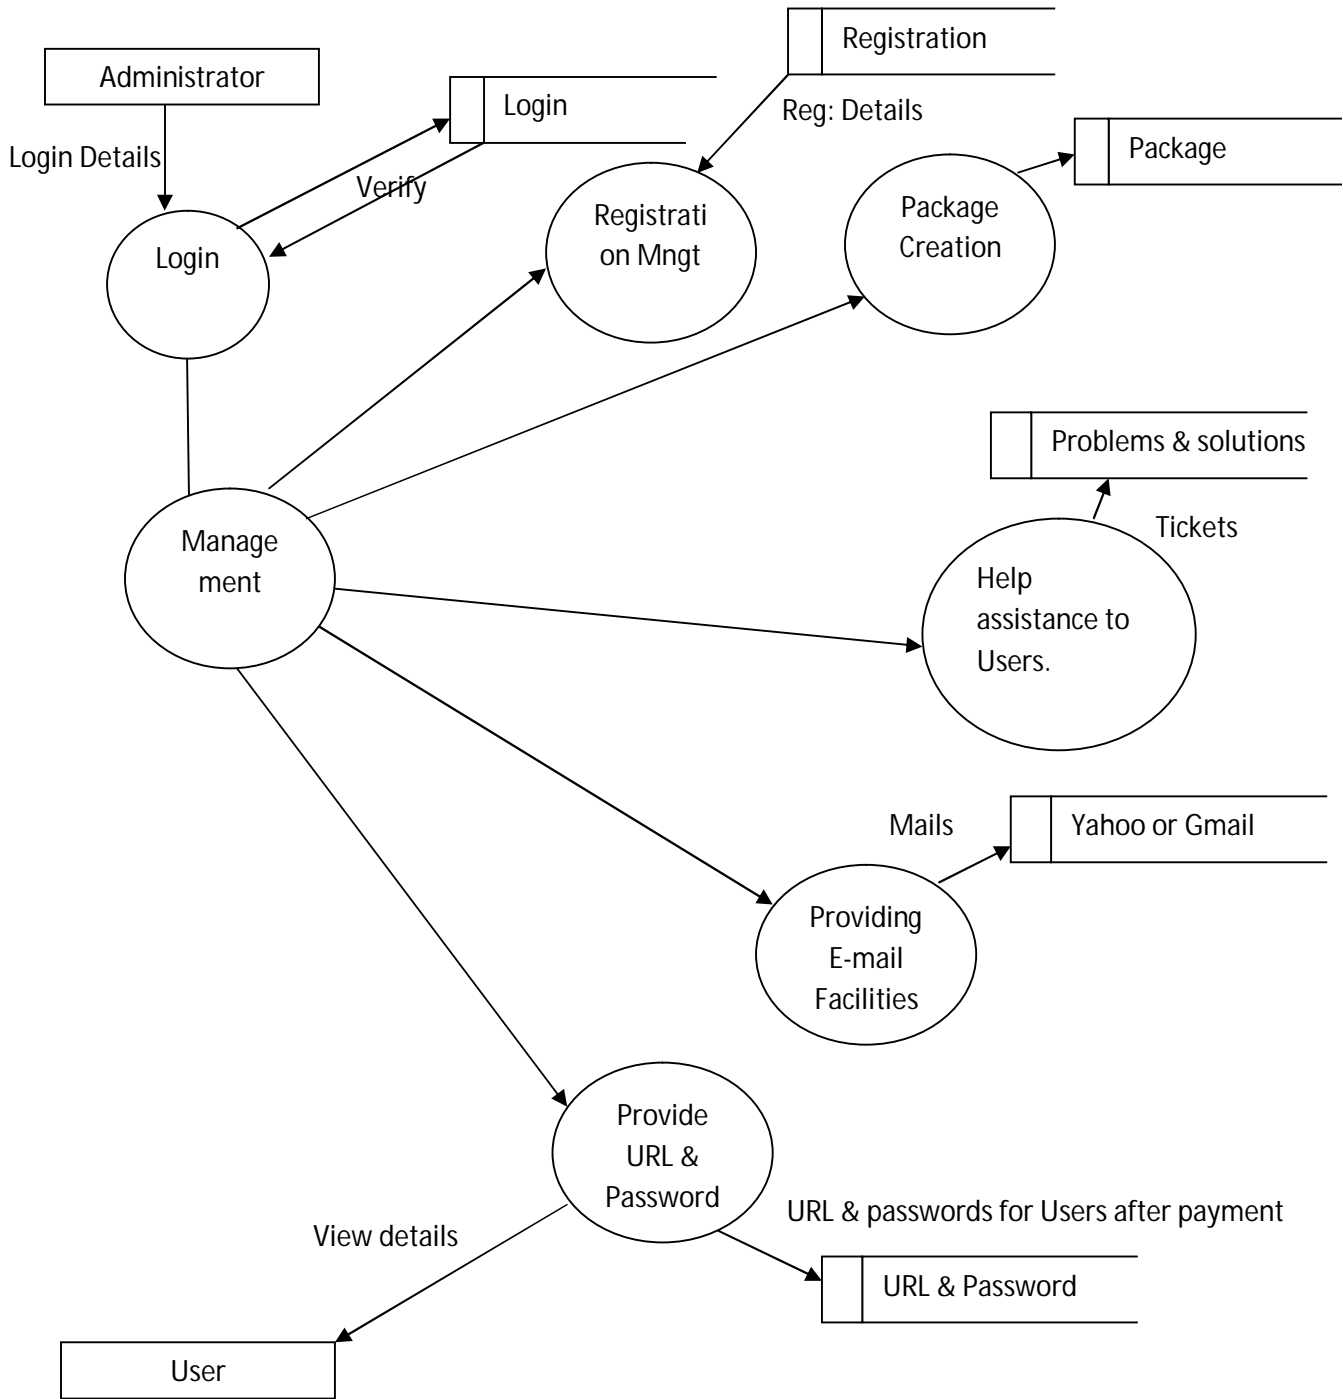 Registration
Administrator
Login
Reg: Details
Package
Login Details
Verify
Registrati
on Mngt
Package
Creation
Login
Problems & solutions
Tickets
Manage
ment
Help
assistance to
Users.
Mails
Yahoo or Gmail
Providing
E-mail
Facilities
Provide
URL &
Password
URL & passwords for Users after payment
View details
URL & Password
User